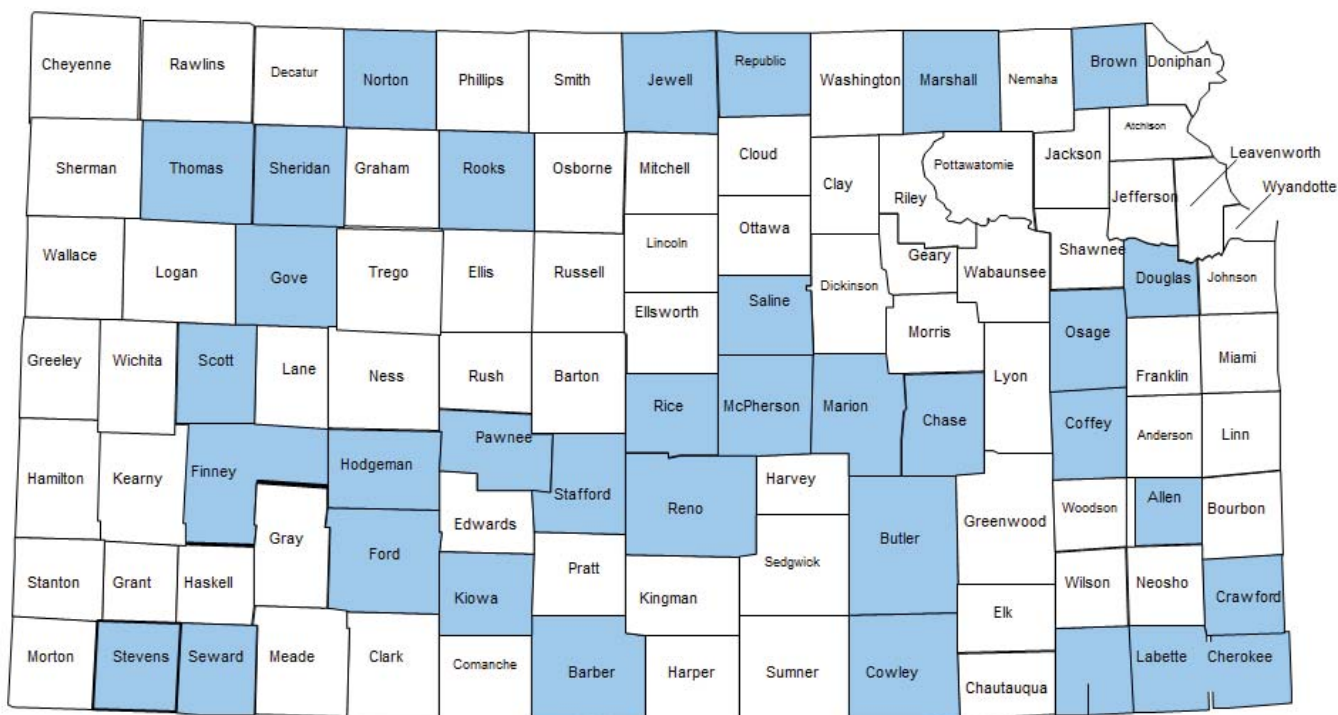 Cheyenne
Rawlins
Decatur
Norton
Phillips
Smith
Jewell
Republic
Washington
Marshall
Nemaha
Brown
Doniphan
Sherman
Thomas
Sheridan
Graham
Rooks
Osborne
Mitchell
Cloud
Clay
Riley
Pottawatomie
Jackson
Atchison
Leavenworth
Wyandotte
Jefferson
Wallace
Logan
Gove
Trego
Ellis
Russell
Lincoln
Ottawa
Dickinson
Geary
Wabaunsee
Shawnee
Douglas
Johnson
Ellsworth
Saline
Morris
Osage
Greeley
Wichita
Scott
Lane
Ness
Rush
Barton
Rice
McPherson
Marion
Chase
Lyon
Franklin
Miami
Hamilton
Kearny
Finney
Hodgeman
Pawnee
Stafford
Reno
Harvey
Coffey
Anderson
Linn
Gray
Ford
Edwards
Greenwood
Woodson
Allen
Bourbon
Stanton
Grant
Haskell
Kiowa
Pratt
Kingman
Sedgwick
Butler
Elk
Wilson
Neosho
Crawford
Morton
Stevens
Seward
Meade
Clark
Comanche
Barber
Harper
Sumner
Cowley
Chautauqua
Labette
Cherokee